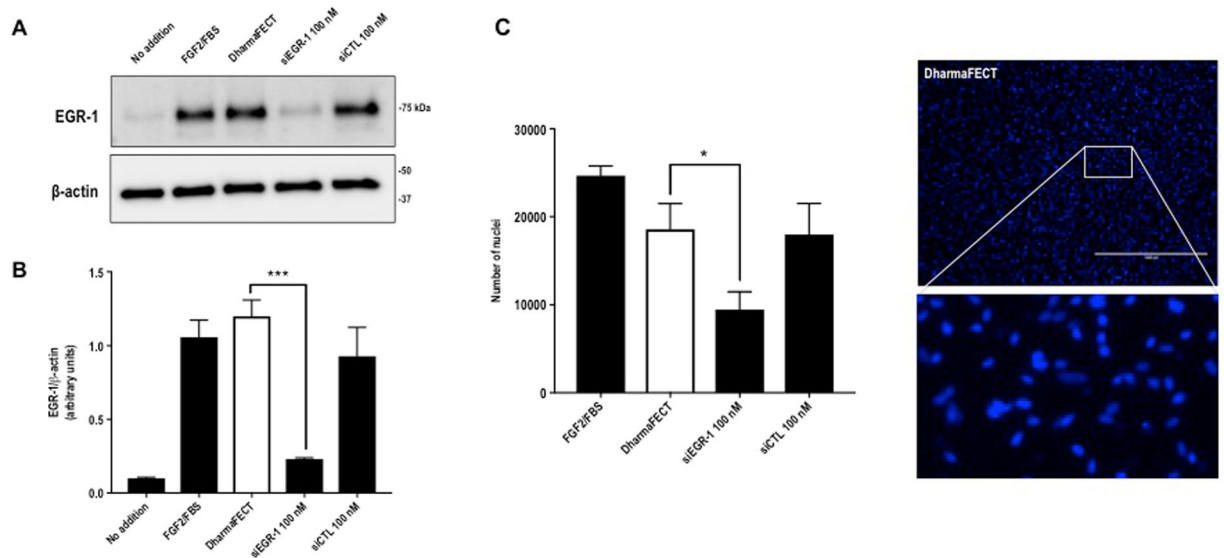 A
No addition
FGF2/FBS
DharmaFECT
siEGR-1 100 nM
siCTL 100 nM
EGR-1
-75 kDa
β-actin
-50
-37
B
EGR-1/β-actin
(arbitrary units)
1.5
1.0
0.5
0.0
***
No addition
FGF2/FBS
DharmaFECT
siEGR-1 100 nM
siCTL 100 nM
C
Number of nuclei
30000
20000
10000
0
*
FGF2/FBS
DharmaFECT
siEGR-1 100 nM
siCTL 100 nM
DharmaFECT